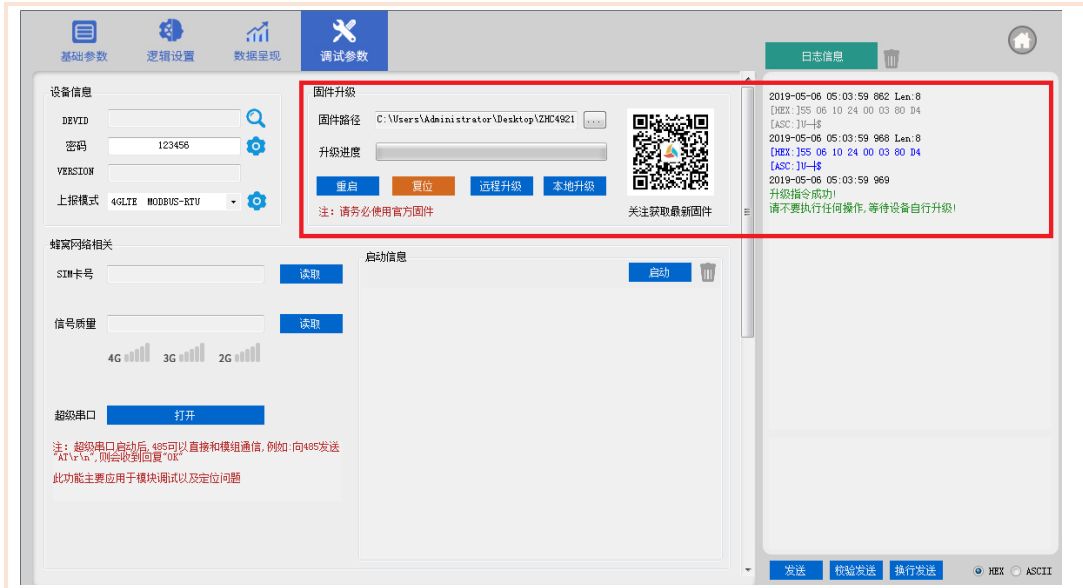 基础参数
逻辑设置
数据呈现
调试参数
设备信息
DEVID
密码
123456
VERSION
上报模式
4GLTE MODBUS-RTU
固件升级
固件路径
C:\Users\Administrator\Desktop\ZHC4921
...
升级进度
重启
复位
远程升级
本地升级
注：请务必使用官方固件
关注获取最新固件
蜂窝网络相关
SIM卡号
读取
信号质量
读取
4G
3G
2G
超级串口
打开
注：超级串口启动后,485可以直接和模组通信,例如:向485发送
"AT\r\n",则会收到回复"OK"
此功能主要应用于模块调试以及定位问题
启动信息
启动
日志信息
2019-05-06 05:03:59 862 Len:8
[HEX:]55 06 10 24 00 03 80 D4
[ASC:]U─┤$
2019-05-06 05:03:59 968 Len:8
[HEX:]55 06 10 24 00 03 80 D4
[ASC:]U─┤$
2019-05-06 05:03:59 969
升级指令成功!
请不要执行任何操作,等待设备自行升级!
发送
校验发送
换行发送
HEX
ASCII